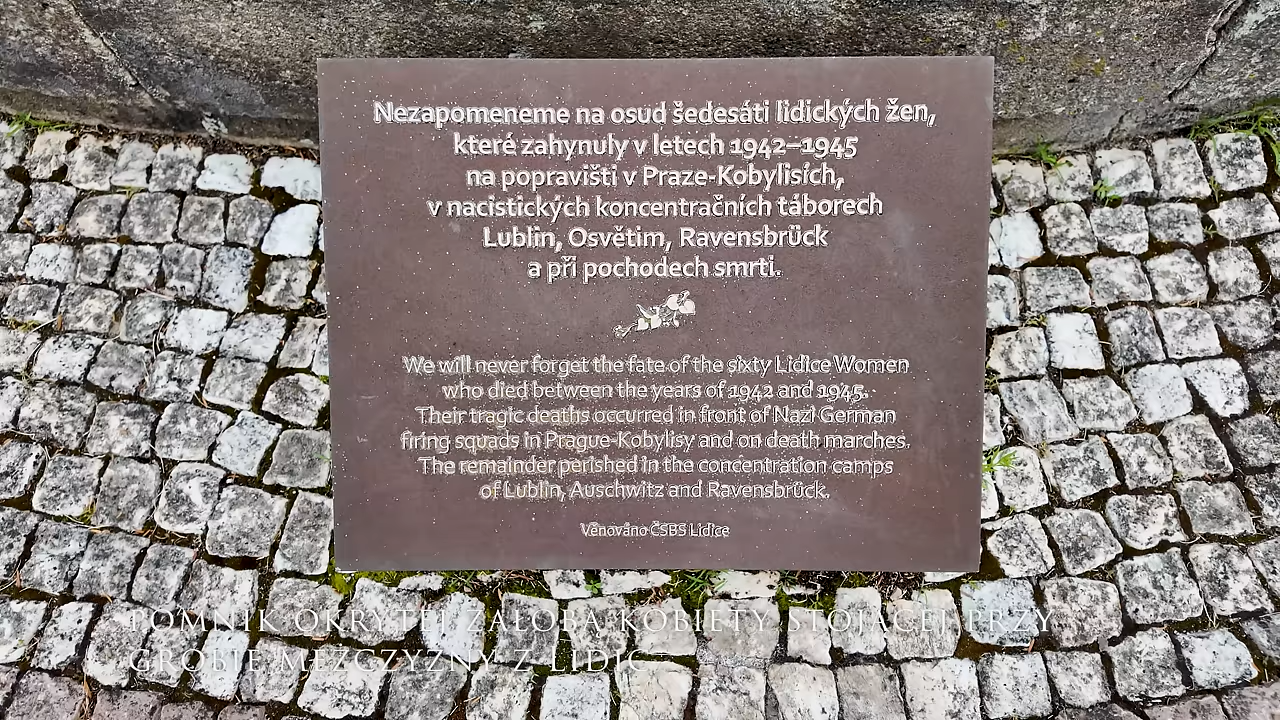 Nezapomeneme na osud šedesáti lidických žen,
které zahynuly v letech 1942–1945
na popravišti v Praze-Kobylisích,
v nacistických koncentračních táborech
Lublin, Osvětim, Ravensbrück
a při pochodech smrti.
We will never forget the fate of the sixty Lidice Women
who died between the years of 1942 and 1945.
Their tragic deaths occurred in front of Nazi German
firing squads in Prague-Kobylisy and on death marches.
The remainder perished in the concentration camps
of Lublin, Auschwitz and Ravensbrück.
Věnováno ČSBS Lidice
POMNIK OKRYTEJ ŻAŁOBĄ KOBIETY STOJĄCEJ PRZY
GROBIE MĘŻCZYZNY Z LIDIC